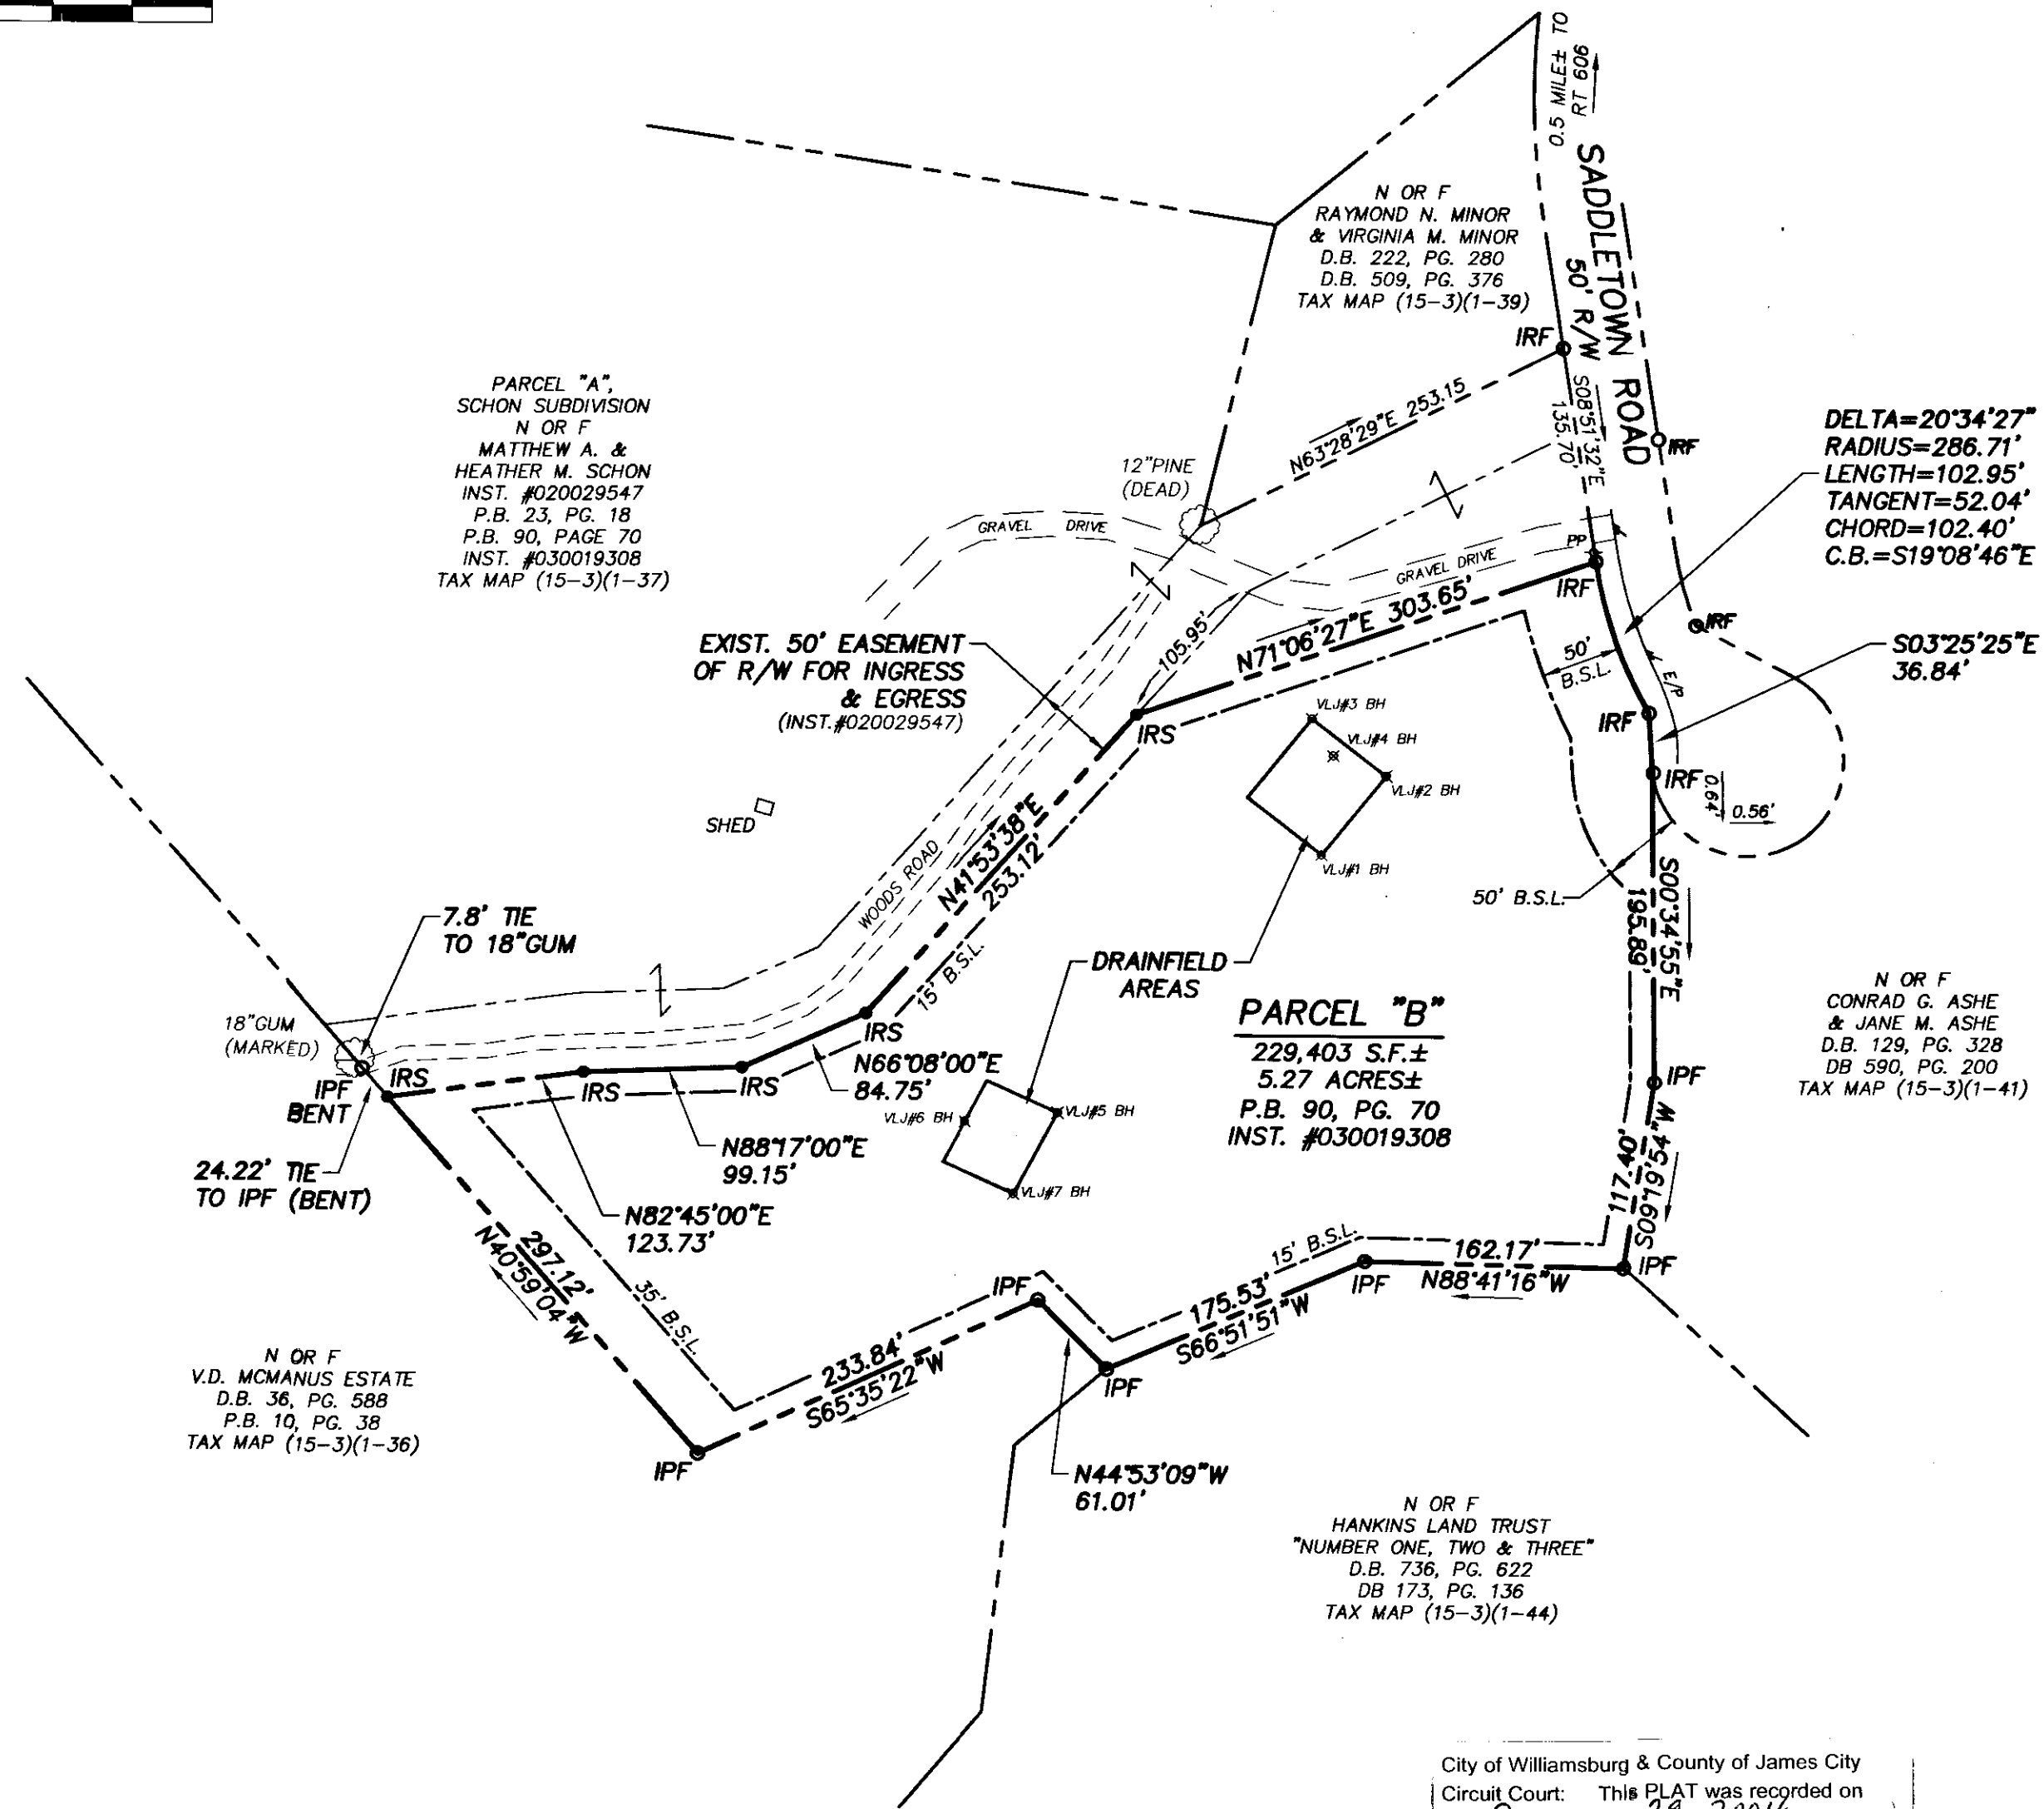 0.5 MILE± TO
RT 606
SADDLETOWN ROAD
50' R/W
N OR F
RAYMOND N. MINOR
& VIRGINIA M. MINOR
D.B. 222, PG. 280
D.B. 509, PG. 376
TAX MAP (15-3)(1-39)
IRF
S08°51'32"E
135.70'
IRF
N63°28'29"E 253.15
PARCEL "A",
SCHON SUBDIVISION
N OR F
MATTHEW A. &
HEATHER M. SCHON
INST. #020029547
P.B. 23, PG. 18
P.B. 90, PAGE 70
INST. #030019308
TAX MAP (15-3)(1-37)
12"PINE
(DEAD)
GRAVEL DRIVE
DELTA=20°34'27"
RADIUS=286.71'
LENGTH=102.95'
TANGENT=52.04'
CHORD=102.40'
C.B.=S19°08'46"E
PP
GRAVEL DRIVE
IRF
IRF
EXIST. 50' EASEMENT
OF R/W FOR INGRESS
& EGRESS
(INST.#020029547)
105.95'
N71°06'27"E 303.65'
50'
B.S.L.
E/P
S03°25'25"E
36.84'
IRS
IRF
VLJ#3 BH
VLJ#4 BH
VLJ#2 BH
VLJ#1 BH
IRF
0.64'
0.56'
SHED
WOODS ROAD
N41°53'38"E
253.12'
15' B.S.L.
50' B.S.L.
S00°34'55"E
195.89'
7.8' TIE
TO 18"GUM
DRAINFIELD
AREAS
PARCEL "B"
229,403 S.F.±
5.27 ACRES±
P.B. 90, PG. 70
INST. #030019308
N OR F
CONRAD G. ASHE
& JANE M. ASHE
D.B. 129, PG. 328
DB 590, PG. 200
TAX MAP (15-3)(1-41)
18"GUM
(MARKED)
IPF
BENT
IRS
IRS
IRS
IRS
N66°08'00"E
84.75'
VLJ#6 BH
VLJ#5 BH
VLJ#7 BH
IPF
24.22' TIE
TO IPF (BENT)
N88°17'00"E
99.15'
N82°45'00"E
123.73'
117.40'
S09°19'54"W
297.12'
N40°59'04"W
35' B.S.L.
15' B.S.L.
162.17'
N88°41'16"W
IPF
IPF
IPF
175.53'
S66°51'51"W
233.84'
S65°35'22"W
IPF
N OR F
V.D. MCMANUS ESTATE
D.B. 36, PG. 588
P.B. 10, PG. 38
TAX MAP (15-3)(1-36)
IPF
N44°53'09"W
61.01'
N OR F
HANKINS LAND TRUST
"NUMBER ONE, TWO & THREE"
D.B. 736, PG. 622
DB 173, PG. 136
TAX MAP (15-3)(1-44)
City of Williamsburg & County of James City
Circuit Court: This PLAT was recorded on